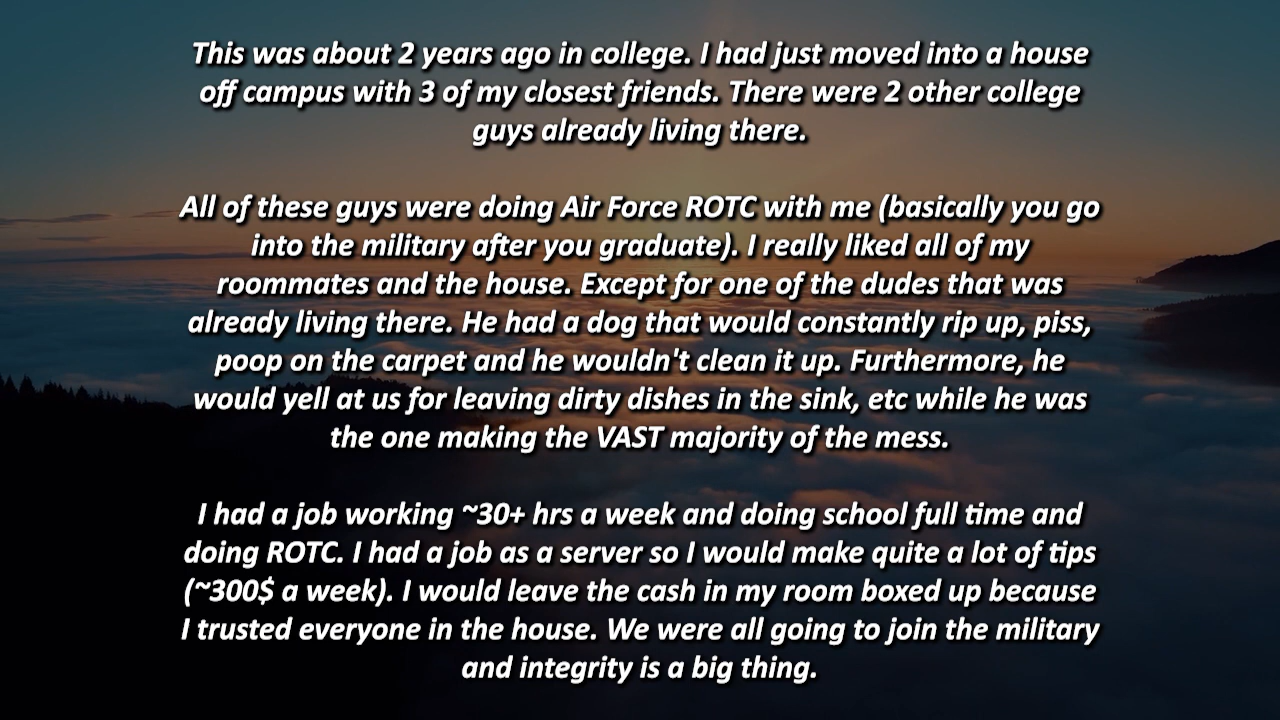 This was about 2 years ago in college. I had just moved into a house
off campus with 3 of my closest friends. There were 2 other college
guys already living there.
All of these guys were doing Air Force ROTC with me (basically you go
into the military after you graduate). I really liked all of my
roommates and the house. Except for one of the dudes that was
already living there. He had a dog that would constantly rip up, piss,
poop on the carpet and he wouldn't clean it up. Furthermore, he
would yell at us for leaving dirty dishes in the sink, etc while he was
the one making the VAST majority of the mess.
I had a job working ~30+ hrs a week and doing school full time and
doing ROTC. I had a job as a server so I would make quite a lot of tips
(~300$ a week). I would leave the cash in my room boxed up because
I trusted everyone in the house. We were all going to join the military
and integrity is a big thing.